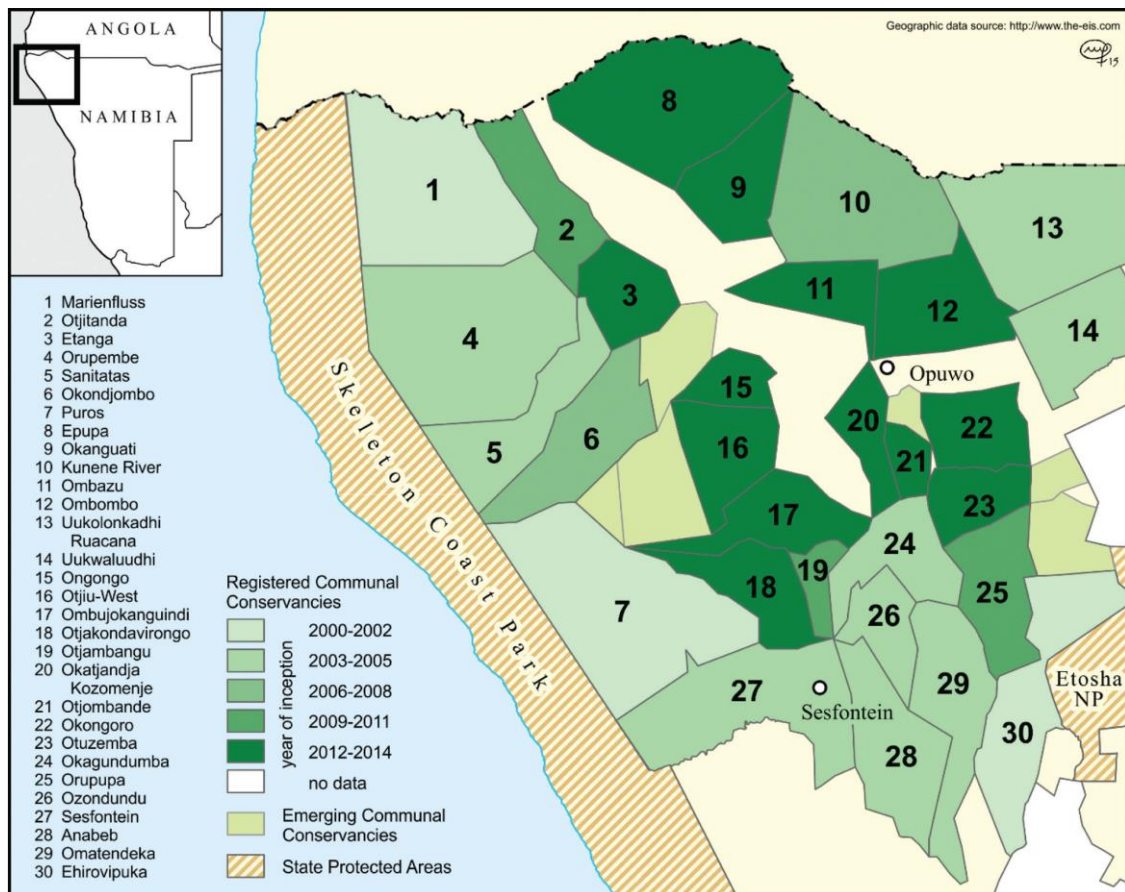 ANGOLA
NAMIBIA
Geographic data source: http://www.the-eis.com
15
1 Marienfluss
2 Otjitanda
3 Etanga
4 Orupembe
5 Sanitatas
6 Okondjombo
7 Puros
8 Epupa
9 Okanguati
10 Kunene River
11 Ombazu
12 Ombombo
13 Uukolonkadhi
Ruacana
14 Uukwaluudhi
15 Ongongo
16 Otjiu-West
17 Ombujokanguindi
18 Otjakondavirongo
19 Otjambangu
20 Okatjandja
Kozomenje
21 Otjombande
22 Okongoro
23 Otuzemba
24 Okagundumba
25 Orupupa
26 Ozondundu
27 Sesfontein
28 Anabeb
29 Omatendeka
30 Ehirovipuka
Registered Communal
Conservancies
year of inception
2000-2002
2003-2005
2006-2008
2009-2011
2012-2014
no data
Emerging Communal
Conservancies
State Protected Areas
Skeleton Coast Park
1
2
3
4
5
6
7
8
9
10
11
12
13
14
Opuwo
15
16
17
18
19
20
21
22
23
24
25
26
27
Sesfontein
28
29
30
Etosha
NP